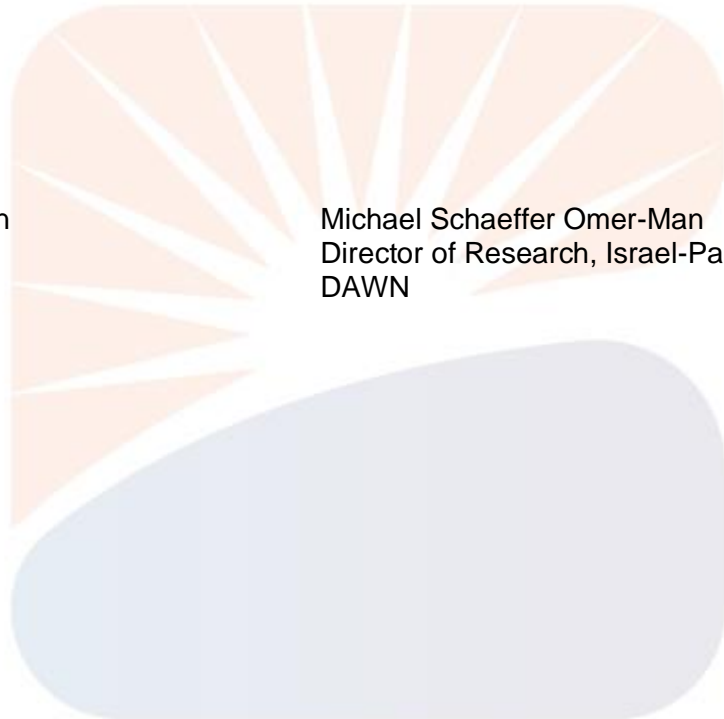 Michael Schaeffer Omer-Man
Director of Research, Israel-Pa
DAWN